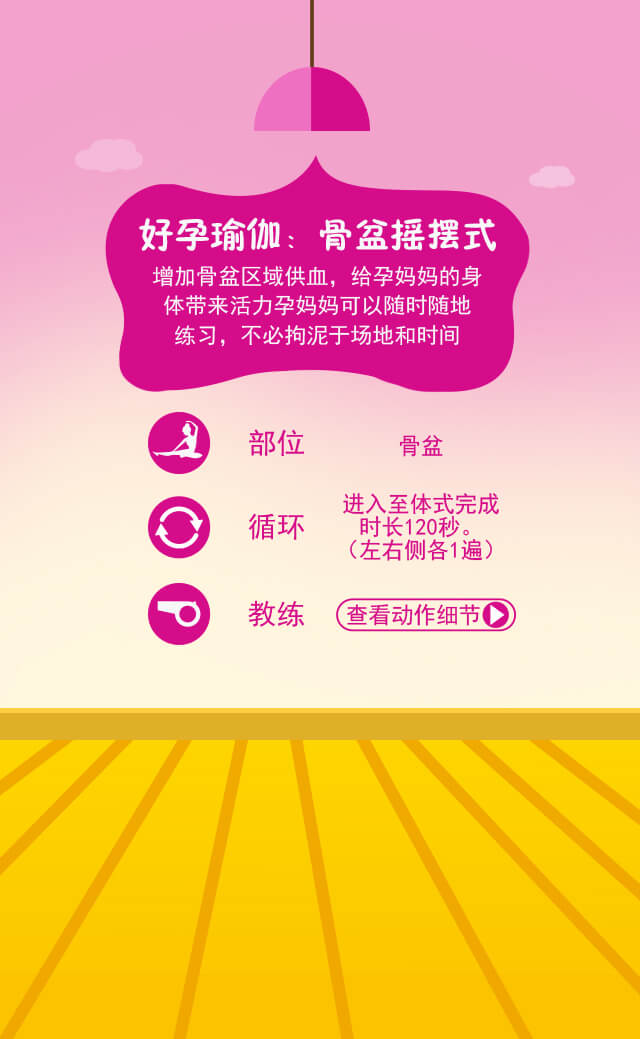 好孕瑜伽：骨盆摇摆式
增加骨盆区域供血，给孕妈妈的身
体带来活力孕妈妈可以随时随地
练习，不必拘泥于场地和时间
部位
骨盆
循环
进入至体式完成
时长120秒。
（左右侧各1遍）
教练
查看动作细节